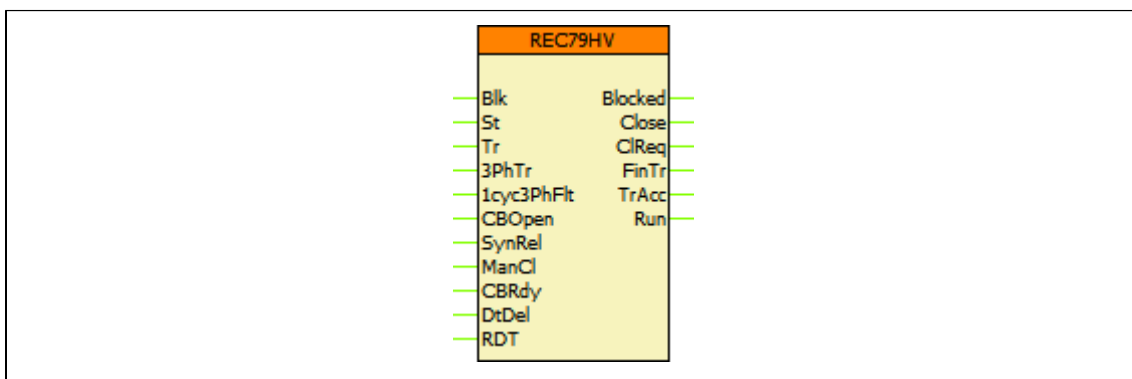 REC79HV
Blk Blocked
St Close
Tr ClReq
3PhTr FinTr
1cyc3PhFlt TrAcc
CBOpen Run
SynRel
ManCl
CBRdy
DtDel
RDT